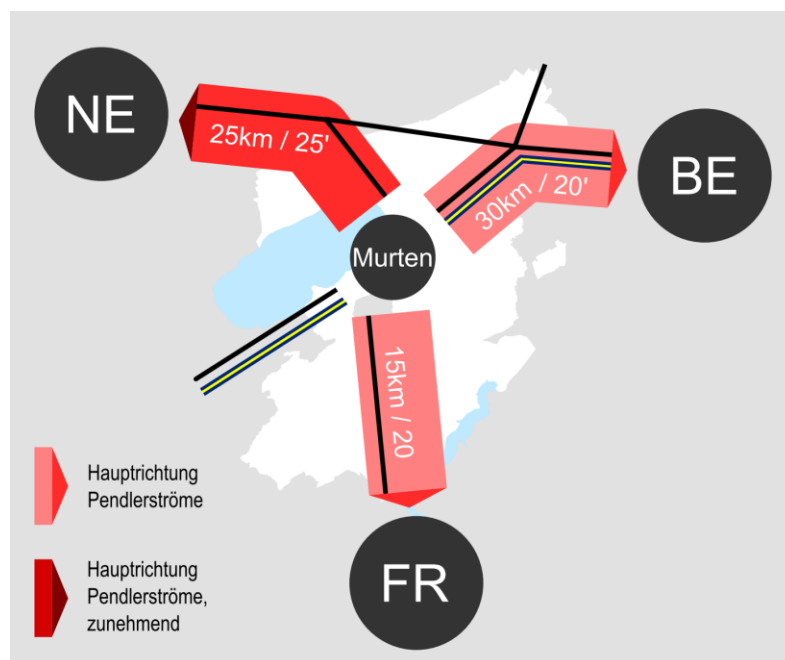 NE
25km / 25'
BE
30km / 20'
Murten
15km / 20
Hauptrichtung
Pendlerströme
Hauptrichtung
Pendlerströme,
zunehmend
FR